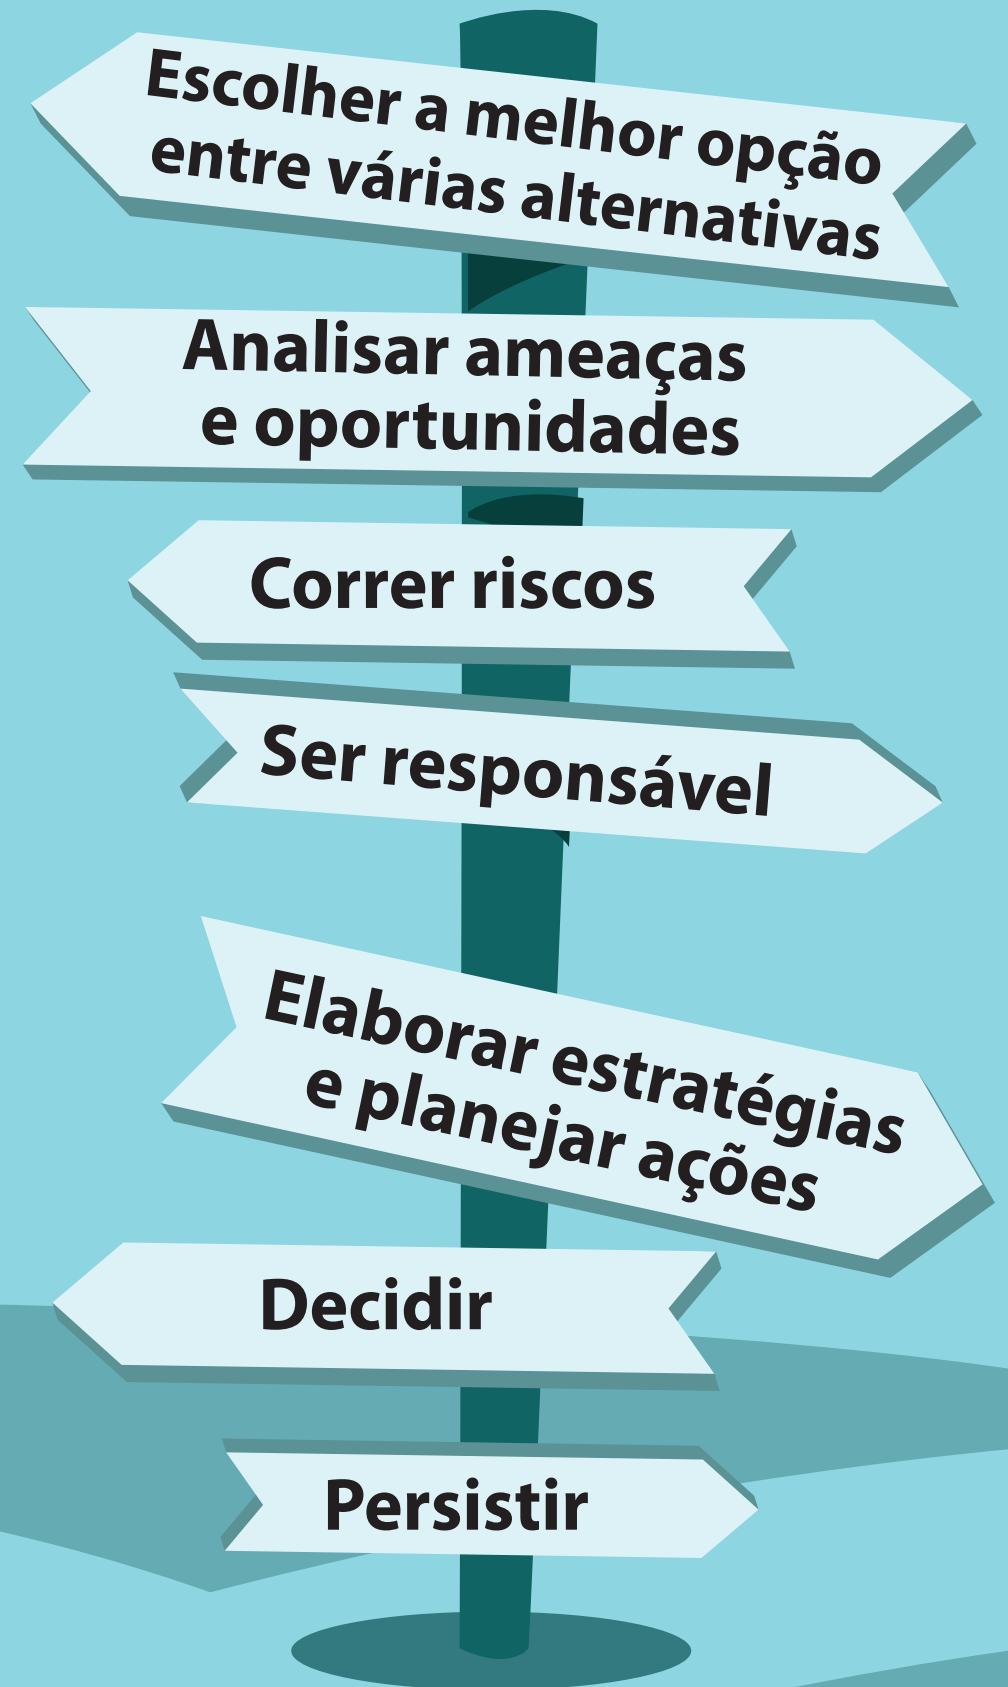 Escolher a melhor opção
entre várias alternativas
Analisar ameaças
e oportunidades
Correr riscos
Ser responsável
Elaborar estratégias
e planejar ações
Decidir
Persistir